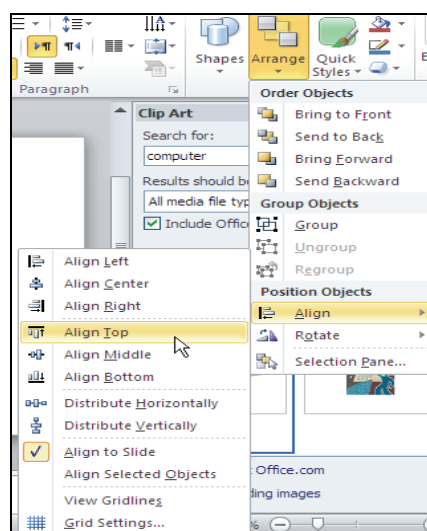 Shapes
Arrange
Quick
Styles
Paragraph
Order Objects
Bring to Front
Send to Back
Bring Forward
Send Backward
Group Objects
Group
Ungroup
Regroup
Position Objects
Align
Rotate
Selection Pane...
Clip Art
Search for:
computer
Results should be
All media file typ
Include Office
Align Left
Align Center
Align Right
Align Top
Align Middle
Align Bottom
Distribute Horizontally
Distribute Vertically
Align to Slide
Align Selected Objects
View Gridlines
Grid Settings...
Office.com
ding images
%